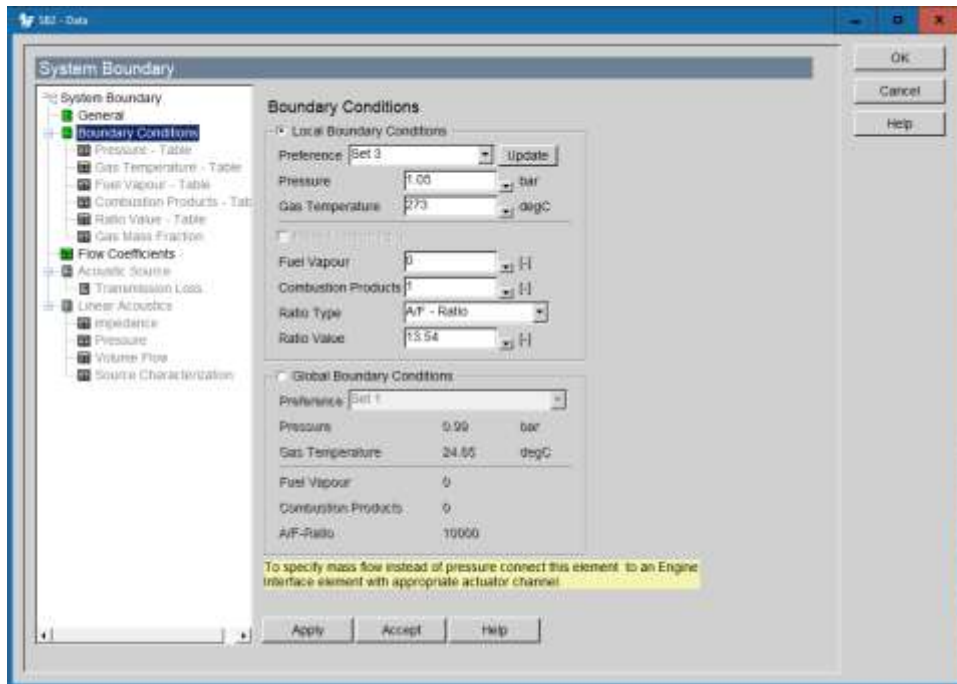 SB2 - Data
System Boundary
OK
Cancel
Help
System Boundary
General
Boundary Conditions
Pressure - Table
Gas Temperature - Table
Fuel Vapour - Table
Combustion Products - Tab
Ratio Value - Table
Gas Mass Fraction
Flow Coefficients
Acoustic Source
Transmission Loss
Linear Acoustics
Impedance
Pressure
Volume Flow
Source Characterization
Boundary Conditions
Local Boundary Conditions
Preference Set 3 Update
Pressure 1.05 bar
Gas Temperature 273 degC
Fuel Vapour 0 [-]
Combustion Products 1 [-]
Ratio Type A/F - Ratio
Ratio Value 13.54 [-]
Global Boundary Conditions
Preference Set 1
Pressure 0.99 bar
Gas Temperature 24.85 degC
Fuel Vapour 0
Combustion Products 0
A/F-Ratio 10000
To specify mass flow instead of pressure connect this element to an Engine
Interface element with appropriate actuator channel
Apply Accept Help